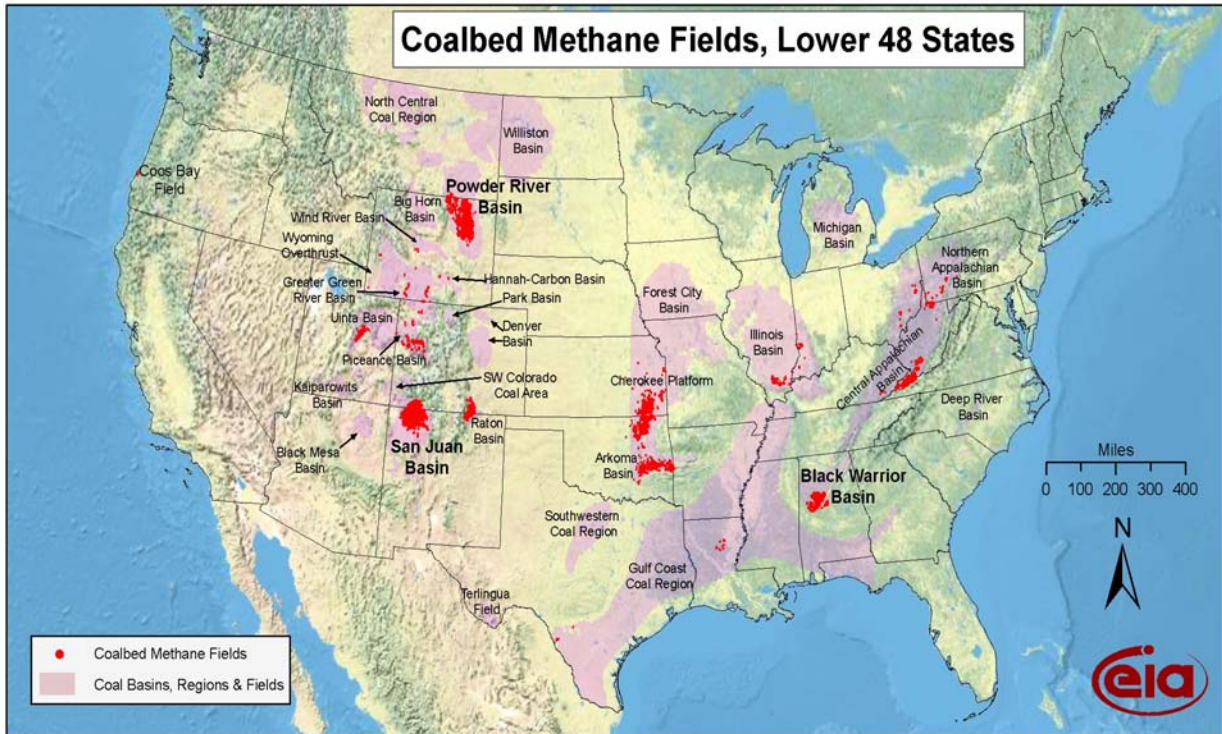 Coalbed Methane Fields, Lower 48 States
North Central
Coal Region
Williston
Basin
Coos Bay
Field
Powder River
Basin
Big Horn
Basin
Wind River Basin
Wyoming
Overthrust
Greater Green
River Basin
Hannah-Carbon Basin
Park Basin
Uinta Basin
Denver
Basin
Piceance Basin
Kaiparowits
Basin
SW Colorado
Coal Area
Black Mesa
Basin
San Juan
Basin
Raton
Basin
Michigan
Basin
Northern
Appalachian
Basin
Forest City
Basin
Illinois
Basin
Cherokee Platform
Central Appalachian
Basin
Deep River
Basin
Arkoma
Basin
Black Warrior
Basin
Southwestern
Coal Region
Gulf Coast
Coal Region
Terlingua
Field
Miles
0 100 200 300 400
N
Coalbed Methane Fields
Coal Basins, Regions & Fields
eia